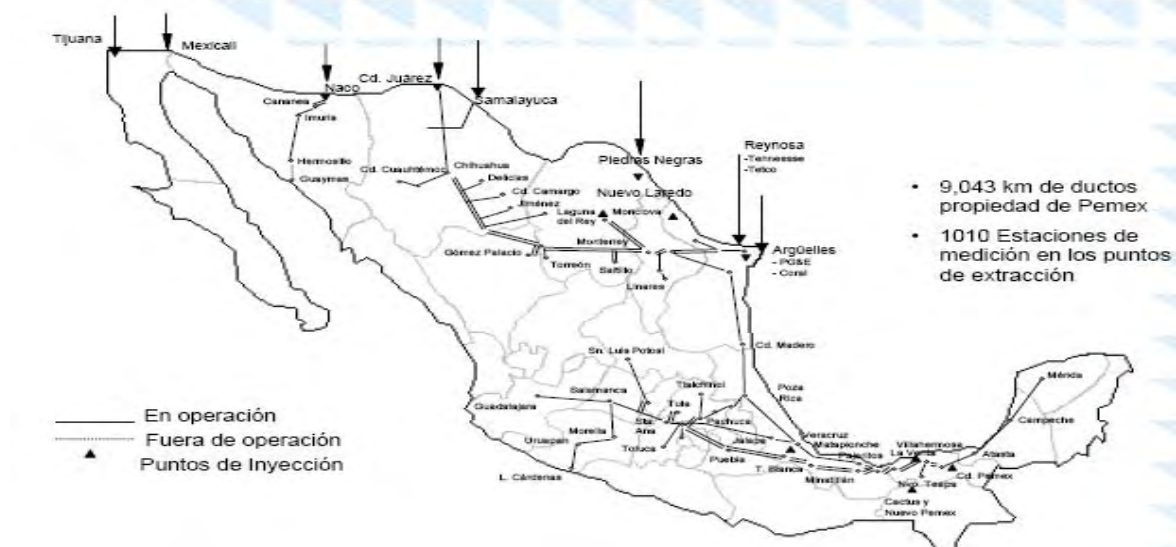 Tijuana
Mexicali
Naco
Cd. Juárez
Samalayuca
Cananea
Imuris
Hermosillo
Guaymas
Cd. Cuauhtémoc
Chihuahua
Delicias
Cd. Camargo
Jiménez
Laguna
del Rey
Monclova
Piedras Negras
Nuevo Laredo
Reynosa
-Tennessse
-Tetco
Argüelles
- PG&E
- Coral
• 9,043 km de ductos
propiedad de Pemex
• 1010 Estaciones de
medición en los puntos
de extracción
Gómez Palacio
Torreón
Monterrey
Saltillo
Linares
Cd. Madero
Sn. Luis Potosí
Salamanca
Guadalajara
Tula
Pachuca
Poza
Rica
Sta.
Ana
Morelia
Uruapan
Toluca
L. Cárdenas
Jalapa
Puebla
T. Blanca
Veracruz
Matapionche
Pajaritos
Minatitlán
Villahermosa
La Venta
Atasta
Cd. Pemex
Cactus y
Nuevo Pemex
Mérida
Campeche
En operación
Fuera de operación
Puntos de Inyección